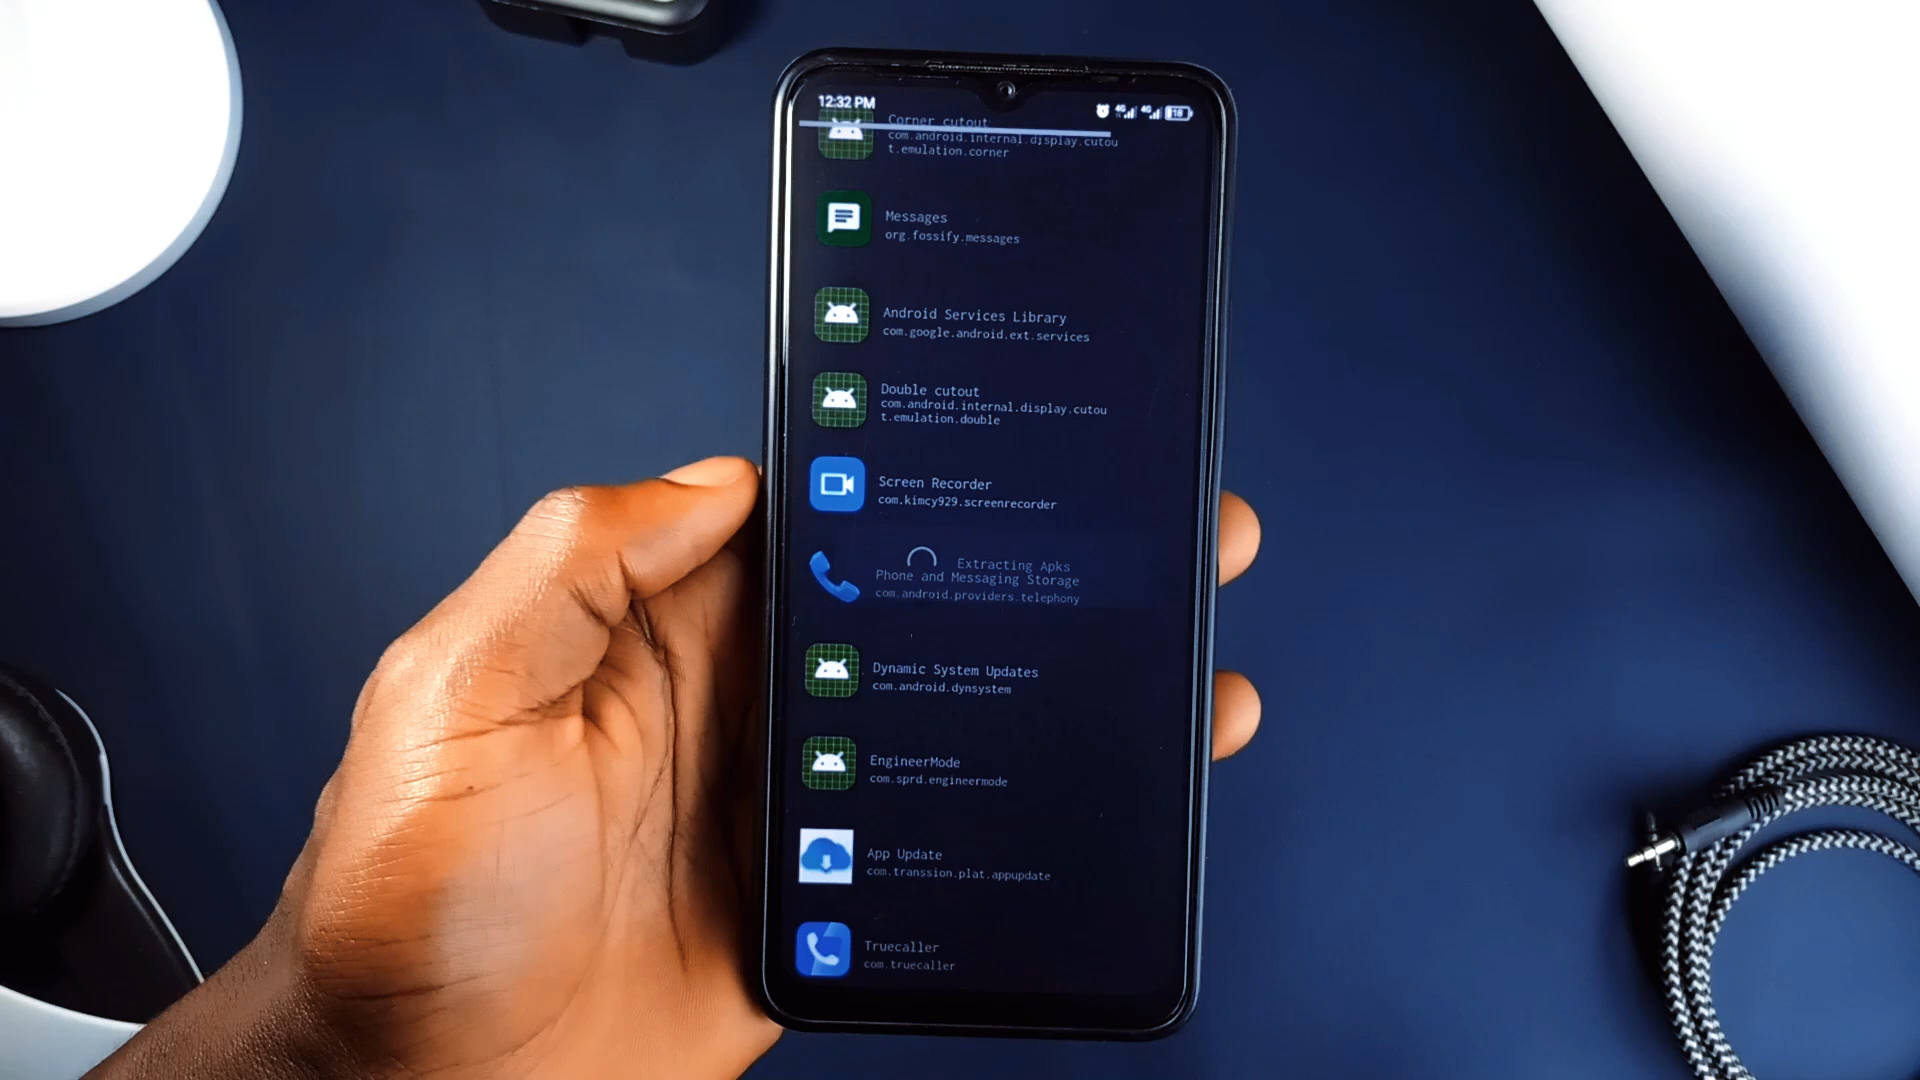 12:32 PM
4G 4G 18
Corner cutout
com.android.internal.display.cutou
t.emulation.corner
Messages
org.fossify.messages
Android Services Library
com.google.android.ext.services
Double cutout
com.android.internal.display.cutou
t.emulation.double
Screen Recorder
com.kimcy929.screenrecorder
Extracting Apks
Phone and Messaging Storage
com.android.providers.telephony
Dynamic System Updates
com.android.dynsystem
EngineerMode
com.sprd.engineermode
App Update
com.transsion.plat.appupdate
Truecaller
com.truecaller